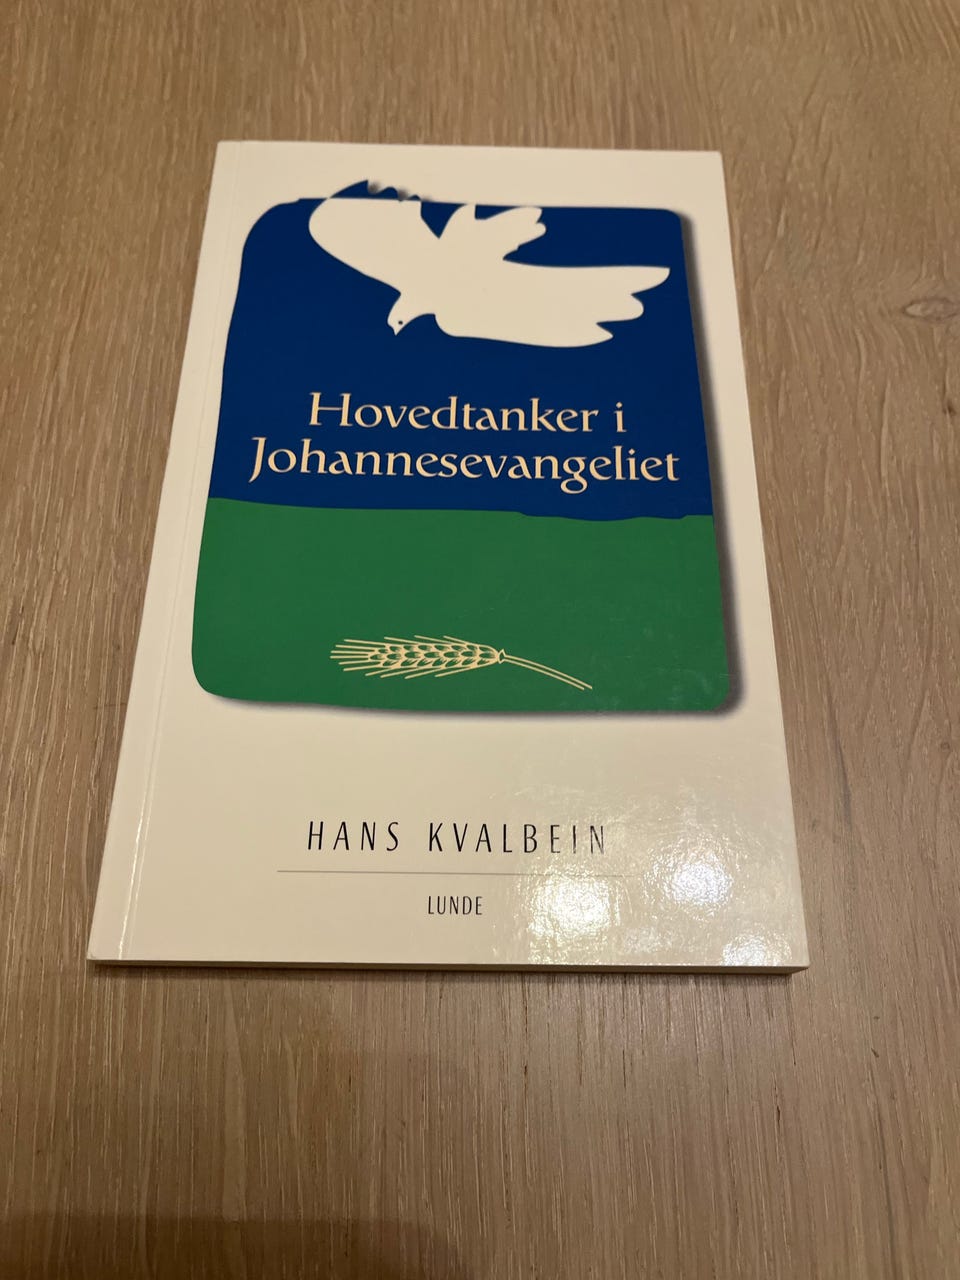 Hovedtanker i
Johannesevangeliet
HANS KVALBEIN
LUNDE